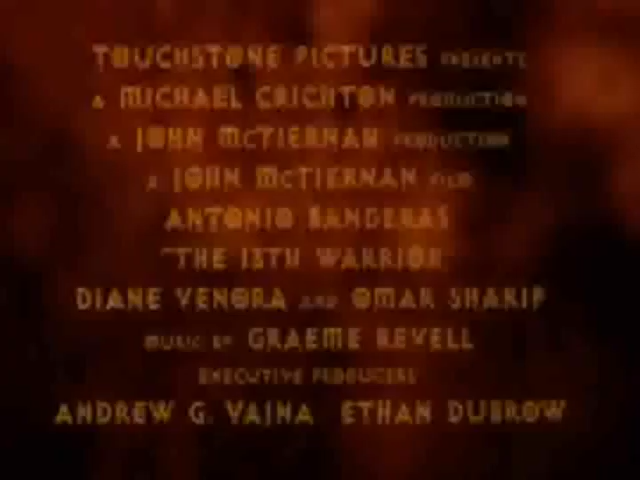 TOUCHSTONE PICTURES PRESENTS
A MICHAEL CRICHTON PRODUCTION
A JOHN McTIERNAN PRODUCTION
A JOHN McTIERNAN FILM
ANTONIO BANDERAS
"THE 13TH WARRIOR"
DIANE VENORA AND OMAR SHARIF
MUSIC BY GRAEME REVELL
EXECUTIVE PRODUCERS
ANDREW G. VAJNA ETHAN DUBROW